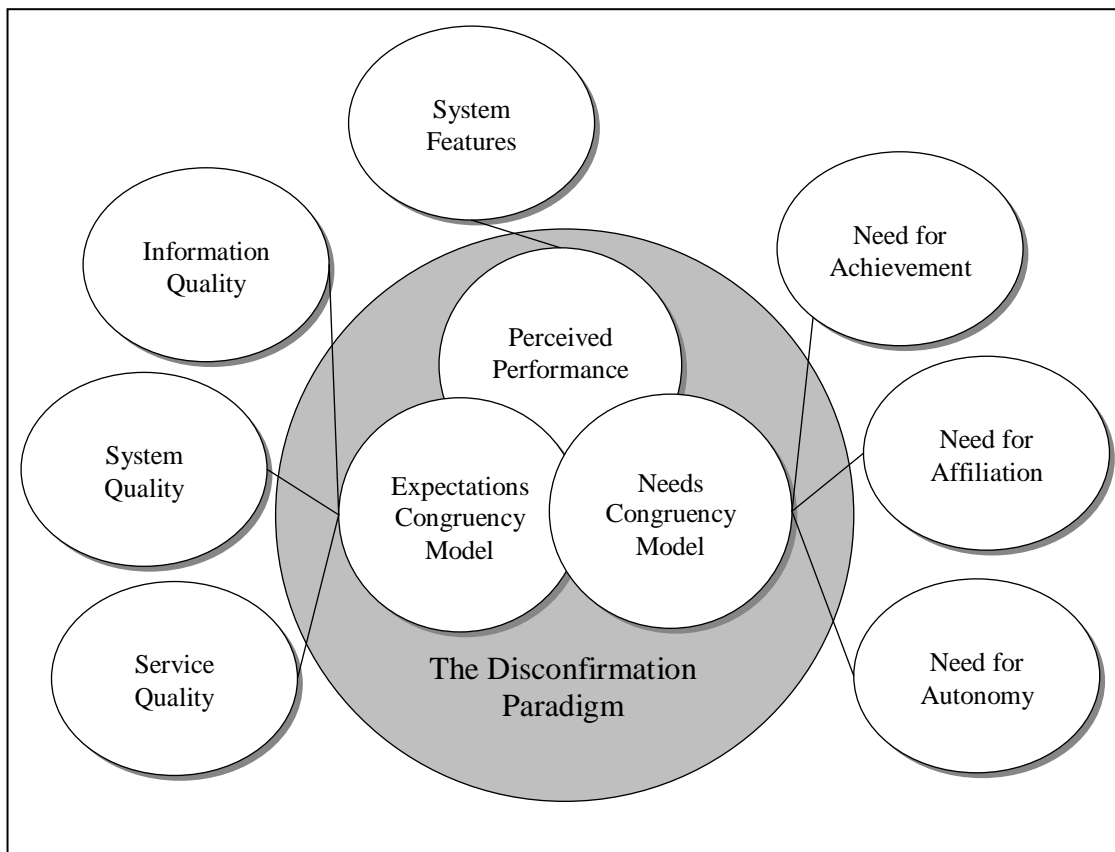 System
Features
Information
Quality
Need for
Achievement
Perceived
Performance
System
Quality
Expectations
Congruency
Model
Needs
Congruency
Model
Need for
Affiliation
Service
Quality
The Disconfirmation
Paradigm
Need for
Autonomy